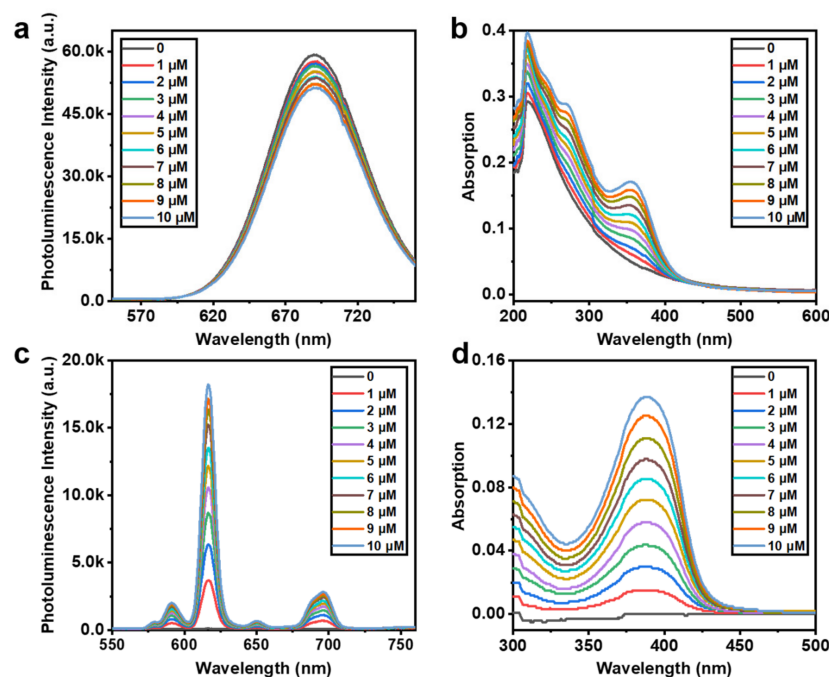 a
Photoluminescence Intensity (a.u.)
60.0k
45.0k
30.0k
15.0k
0.0
570
620
670
720
Wavelength (nm)
0
1 μM
2 μM
3 μM
4 μM
5 μM
6 μM
7 μM
8 μM
9 μM
10 μM
b
Absorption
0.4
0.3
0.2
0.1
0.0
200
300
400
500
600
Wavelength (nm)
0
1 μM
2 μM
3 μM
4 μM
5 μM
6 μM
7 μM
8 μM
9 μM
10 μM
c
Photoluminescence Intensity (a.u.)
20.0k
15.0k
10.0k
5.0k
0.0
550
600
650
700
750
Wavelength (nm)
0
1 μM
2 μM
3 μM
4 μM
5 μM
6 μM
7 μM
8 μM
9 μM
10 μM
d
Absorption
0.16
0.12
0.08
0.04
0.00
300
350
400
450
500
Wavelength (nm)
0
1 μM
2 μM
3 μM
4 μM
5 μM
6 μM
7 μM
8 μM
9 μM
10 μM